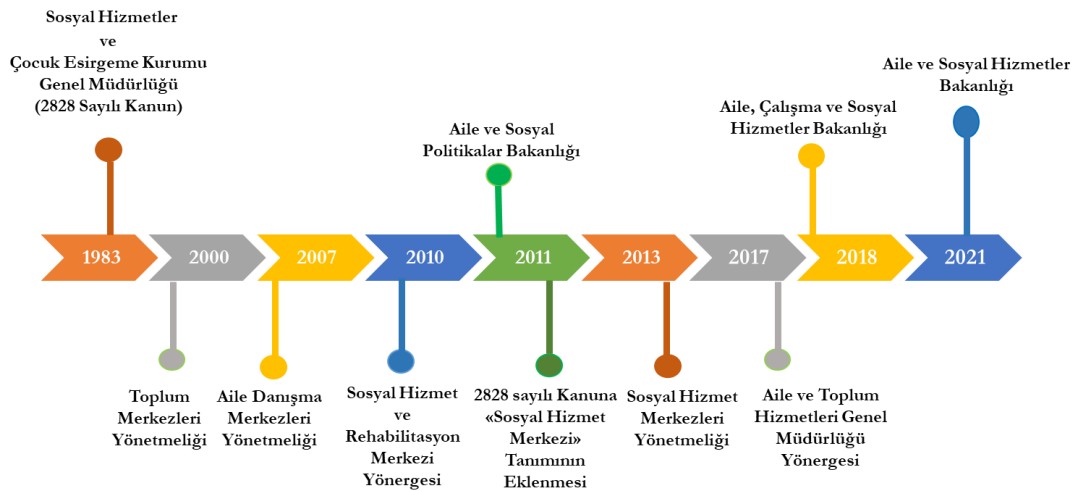 Sosyal Hizmetler
ve
Çocuk Esirgeme Kurumu
Genel Müdürlüğü
(2828 Sayılı Kanun)
Aile ve Sosyal
Politikalar Bakanlığı
Aile, Çalışma ve Sosyal
Hizmetler Bakanlığı
Aile ve Sosyal Hizmetler
Bakanlığı
1983
2000
2007
2010
2011
2013
2017
2018
2021
Toplum
Merkezleri
Yönetmeliği
Aile Danışma
Merkezleri
Yönetmeliği
Sosyal Hizmet
ve
Rehabilitasyon
Merkezi
Yönergesi
2828 sayılı Kanuna
«Sosyal Hizmet
Merkezi»
Tanımının
Eklenmesi
Sosyal Hizmet
Merkezleri
Yönetmeliği
Aile ve Toplum
Hizmetleri Genel
Müdürlüğü
Yönergesi